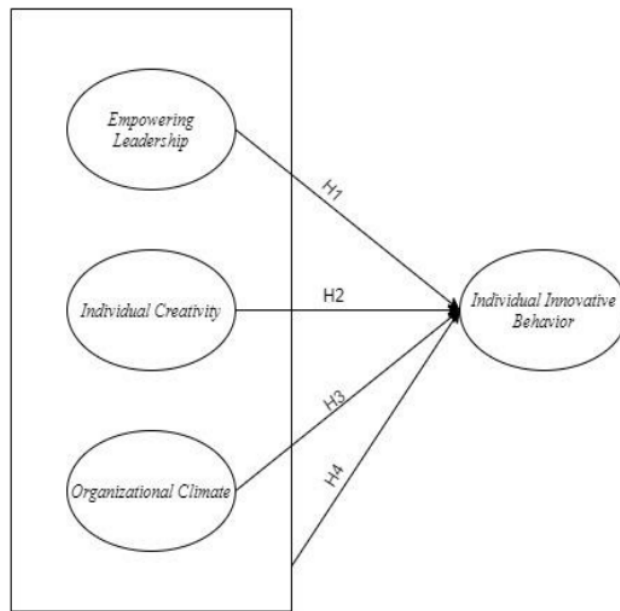 Empowering
Leadership
H1
Individual Creativity
H2
Individual Innovative
Behavior
H3
Organizational Climate
H4